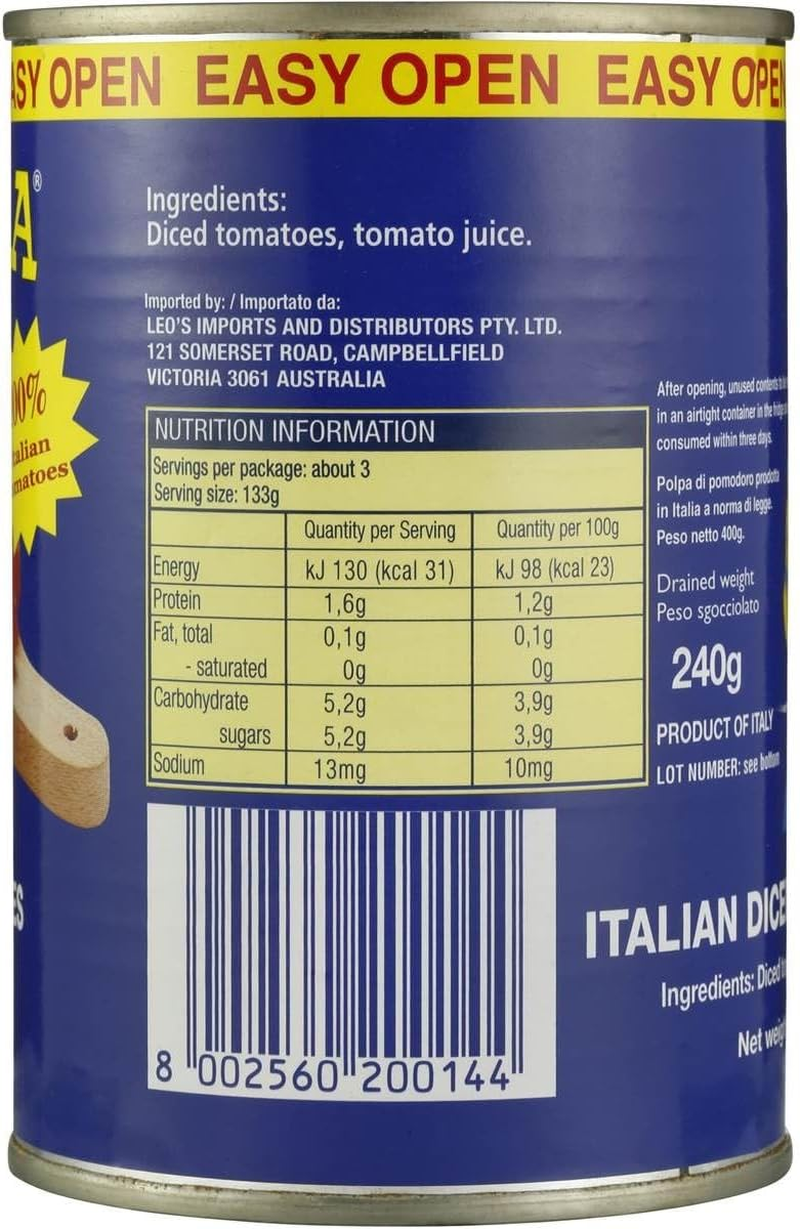 OPEN EASY OPEN EASY OPEN
A®
Ingredients:
Diced tomatoes, tomato juice.
Imported by: / Importato da:
LEO'S IMPORTS AND DISTRIBUTORS PTY. LTD.
121 SOMERSET ROAD, CAMPBELLFIELD
VICTORIA 3061 AUSTRALIA
NUTRITION INFORMATION
Servings per package: about 3
Serving size: 133g
Quantity per Serving Quantity per 100g
Energy kJ 130 (kcal 31) kJ 98 (kcal 23)
Protein 1,6g 1,2g
Fat, total 0,1g 0,1g
- saturated 0g 0g
Carbohydrate 5,2g 3,9g
sugars 5,2g 3,9g
Sodium 13mg 10mg
8 002560 200144
After opening, unused contents
in an airtight container in the fridge
consumed within three days.
Polpa di pomodoro prodotta
in Italia a norma di legge.
Peso netto 400g.
Drained weight
Peso sgocciolato
240g
PRODUCT OF ITALY
LOT NUMBER: see bottom
ITALIAN DICE
Ingredients: Diced
Net